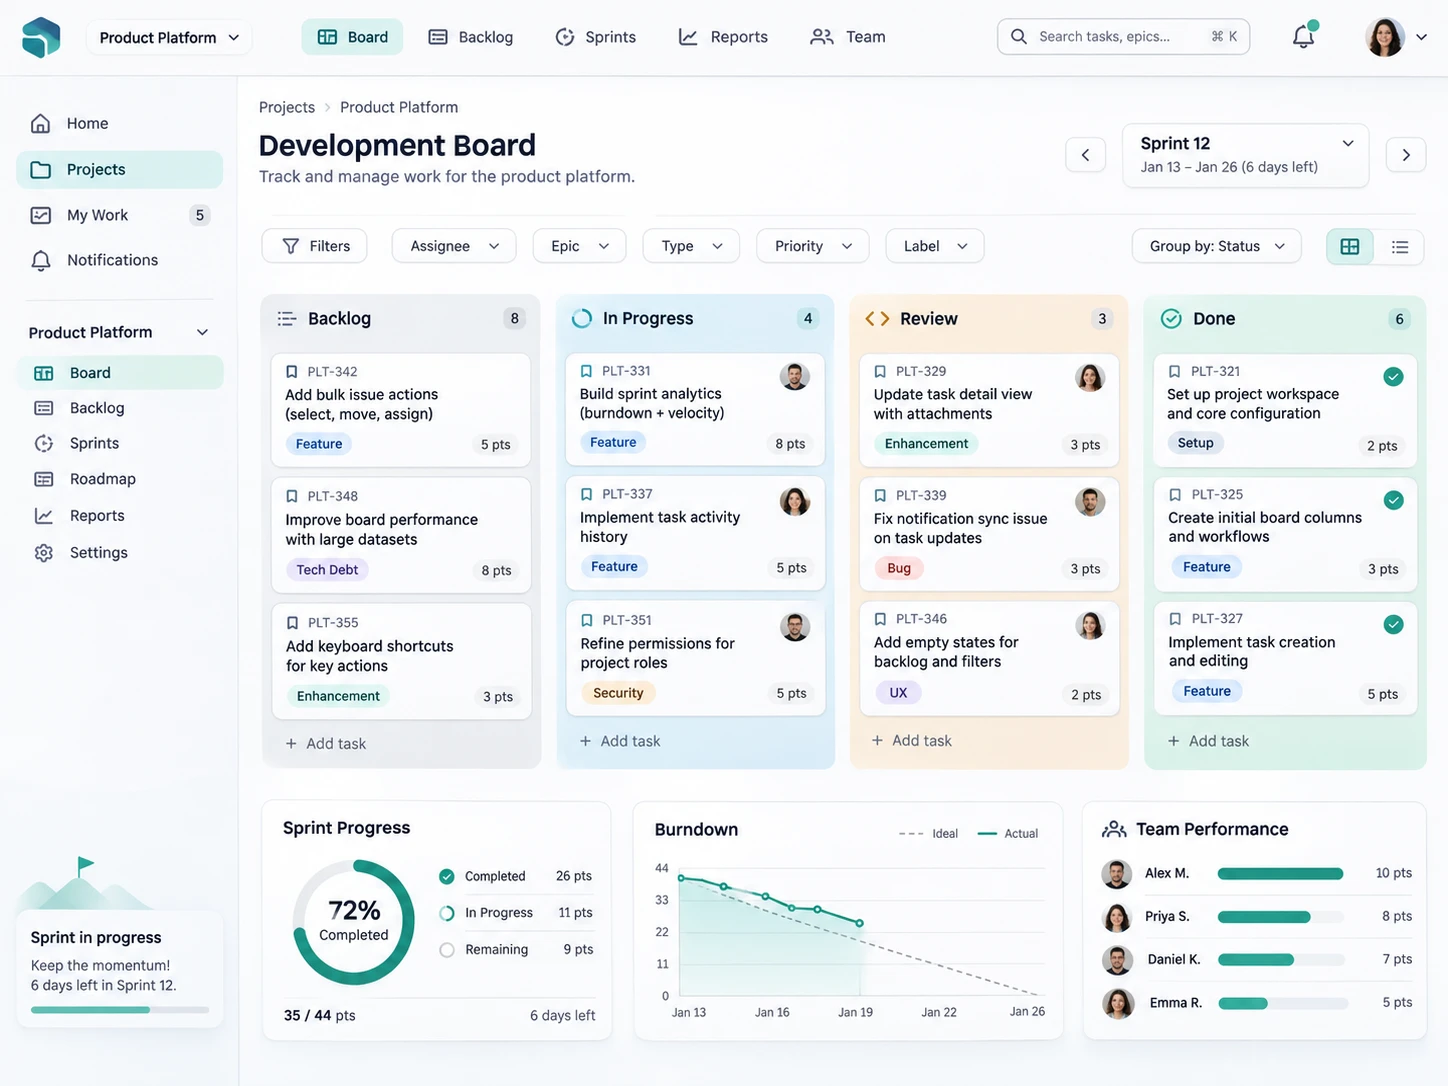 Product Platform
Board
Backlog
Sprints
Reports
Team
Search tasks, epics...
⌘ K
Home
Projects
My Work
5
Notifications
Product Platform
Board
Backlog
Sprints
Roadmap
Reports
Settings
Sprint in progress
Keep the momentum!
6 days left in Sprint 12.
Projects > Product Platform
Development Board
Track and manage work for the product platform.
Sprint 12
Jan 13 – Jan 26 (6 days left)
Filters
Assignee
Epic
Type
Priority
Label
Group by: Status
Backlog
8
PLT-342
Add bulk issue actions
(select, move, assign)
Feature
5 pts
PLT-348
Improve board performance
with large datasets
Tech Debt
8 pts
PLT-355
Add keyboard shortcuts
for key actions
Enhancement
3 pts
+ Add task
In Progress
4
PLT-331
Build sprint analytics
(burndown + velocity)
Feature
8 pts
PLT-337
Implement task activity
history
Feature
5 pts
PLT-351
Refine permissions for
project roles
Security
5 pts
+ Add task
Review
3
PLT-329
Update task detail view
with attachments
Enhancement
3 pts
PLT-339
Fix notification sync issue
on task updates
Bug
3 pts
PLT-346
Add empty states for
backlog and filters
UX
2 pts
+ Add task
Done
6
PLT-321
Set up project workspace
and core configuration
Setup
2 pts
PLT-325
Create initial board columns
and workflows
Feature
3 pts
PLT-327
Implement task creation
and editing
Feature
5 pts
+ Add task
Sprint Progress
72%
Completed
Completed 26 pts
In Progress 11 pts
Remaining 9 pts
35 / 44 pts
6 days left
Burndown
Ideal
Actual
44
33
22
11
0
Jan 13
Jan 16
Jan 19
Jan 22
Jan 26
Team Performance
Alex M. 10 pts
Priya S. 8 pts
Daniel K. 7 pts
Emma R. 5 pts